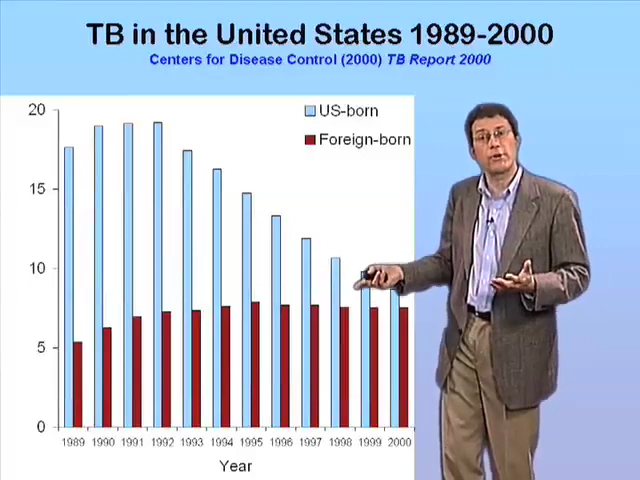 TB in the United States 1989-2000
Centers for Disease Control (2000) TB Report 2000
20
15
10
5
0
US-born
Foreign-born
1989 1990 1991 1992 1993 1994 1995 1996 1997 1998 1999 2000
Year